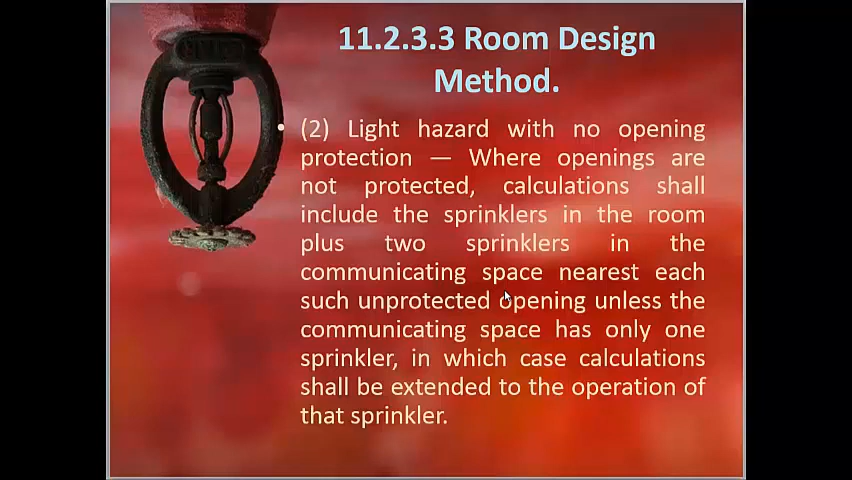 11.2.3.3 Room Design
Method.
• (2) Light hazard with no opening
protection — Where openings are
not protected, calculations shall
include the sprinklers in the room
plus two sprinklers in the
communicating space nearest each
such unprotected opening unless the
communicating space has only one
sprinkler, in which case calculations
shall be extended to the operation of
that sprinkler.